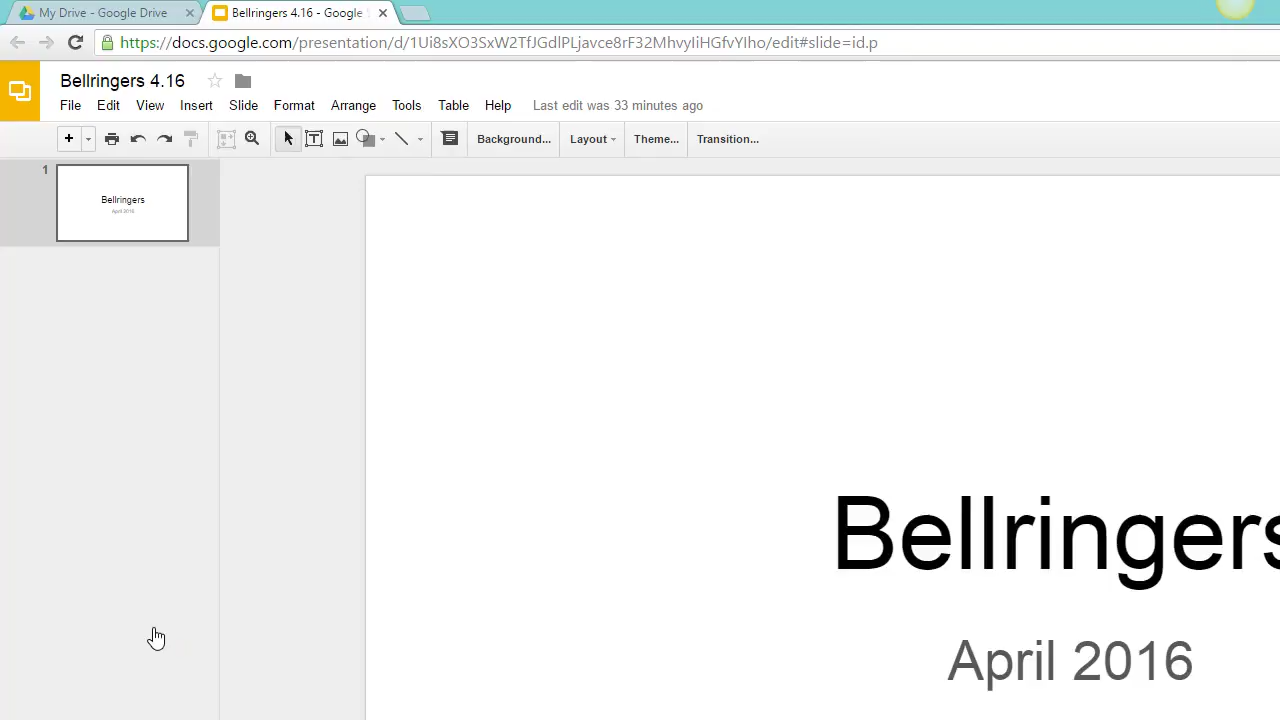 My Drive - Google Drive
Bellringers 4.16 - Google
https://docs.google.com/presentation/d/1Ui8sXO3SxW2TfJGdlPLjavce8rF32MhvyIiHGfvYIho/edit#slide=id.p
Bellringers 4.16
File Edit View Insert Slide Format Arrange Tools Table Help Last edit was 33 minutes ago
Background... Layout Theme... Transition...
1
Bellringers
April 2016
Bellringers
April 2016